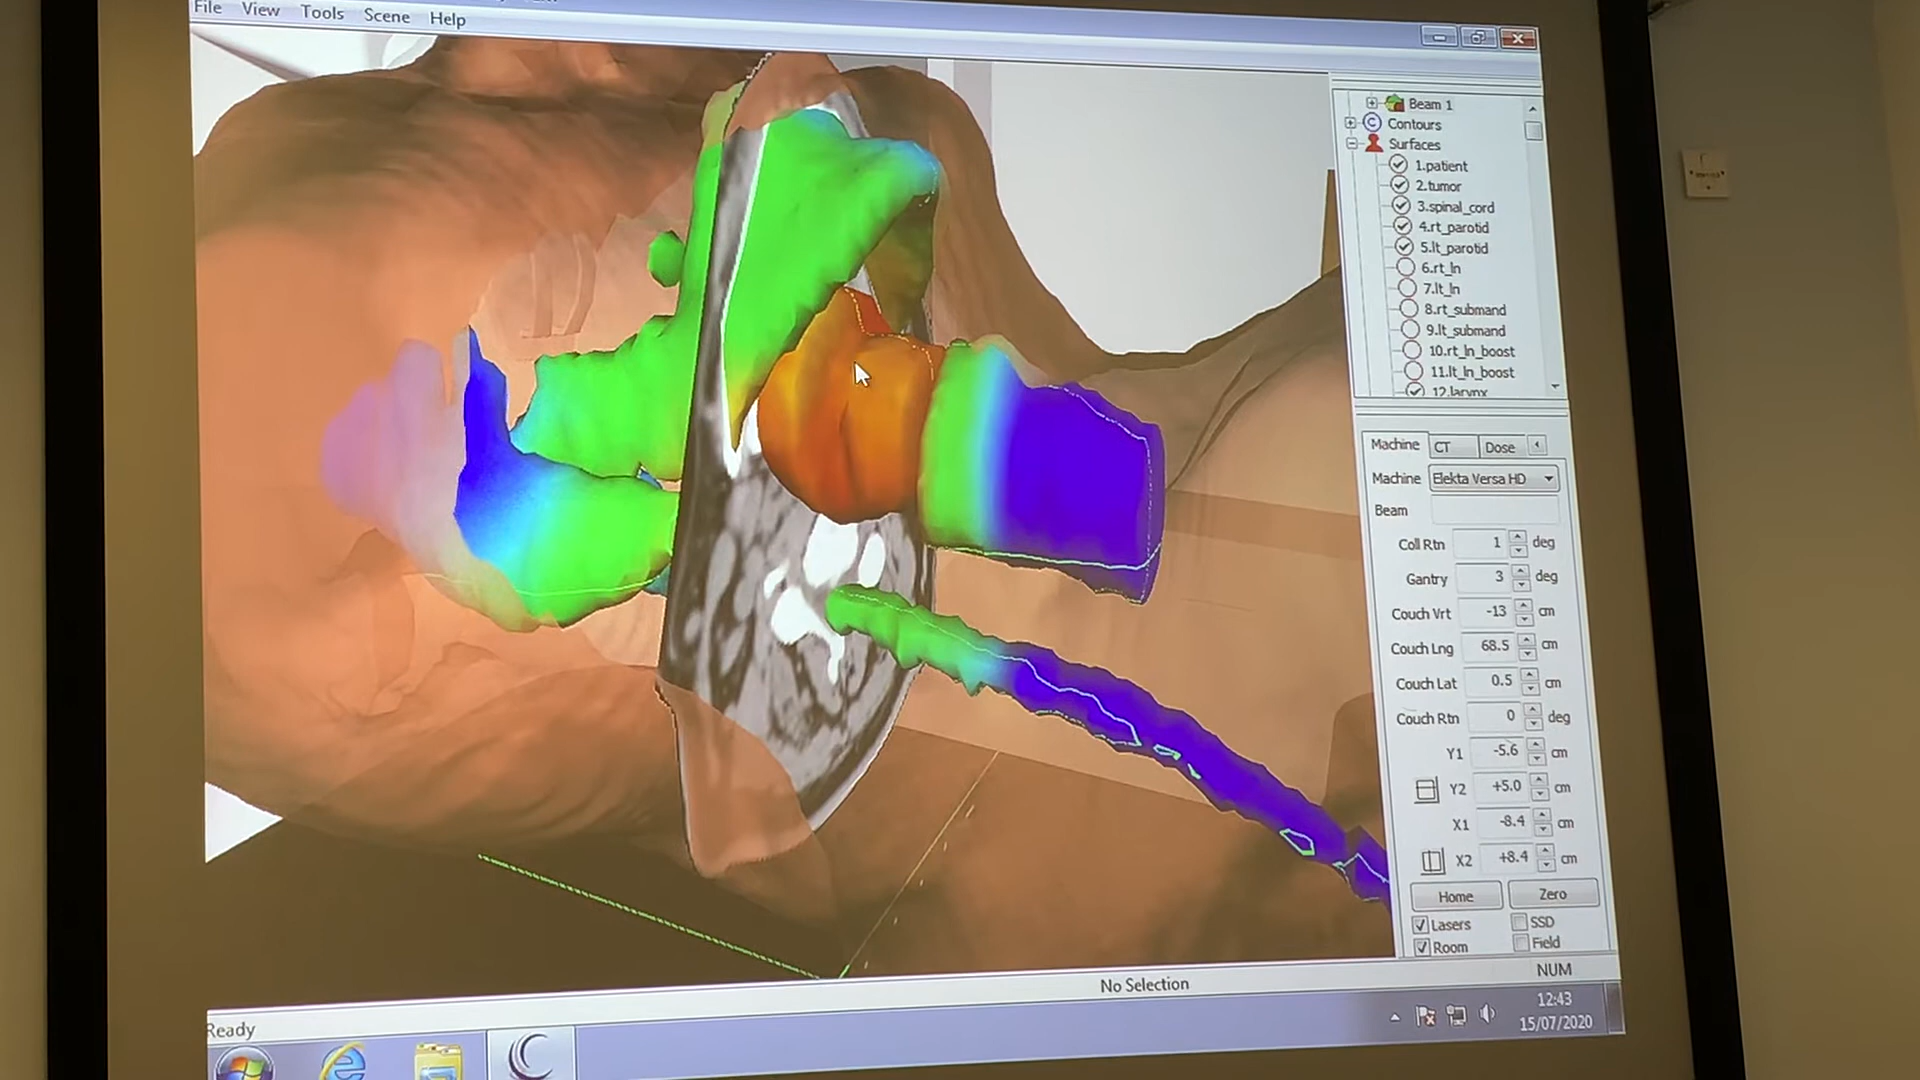 File View Tools Scene Help
Beam 1
Contours
Surfaces
1.patient
2.tumor
3.spinal_cord
4.rt_parotid
5.lt_parotid
6.rt_ln
7.lt_ln
8.rt_submand
9.lt_submand
10.rt_ln_boost
11.lt_ln_boost
12.larynx
Machine CT Dose
Machine Elekta Versa HD
Beam
Coll Rtn 1 deg
Gantry 3 deg
Couch Vrt -13 cm
Couch Lng 68.5 cm
Couch Lat 0.5 cm
Couch Rtn 0 deg
Y1 -5.6 cm
Y2 +5.0 cm
X1 -8.4 cm
X2 +8.4 cm
Home Zero
Lasers SSD
Room Field
No Selection NUM
Ready
12:43
15/07/2020